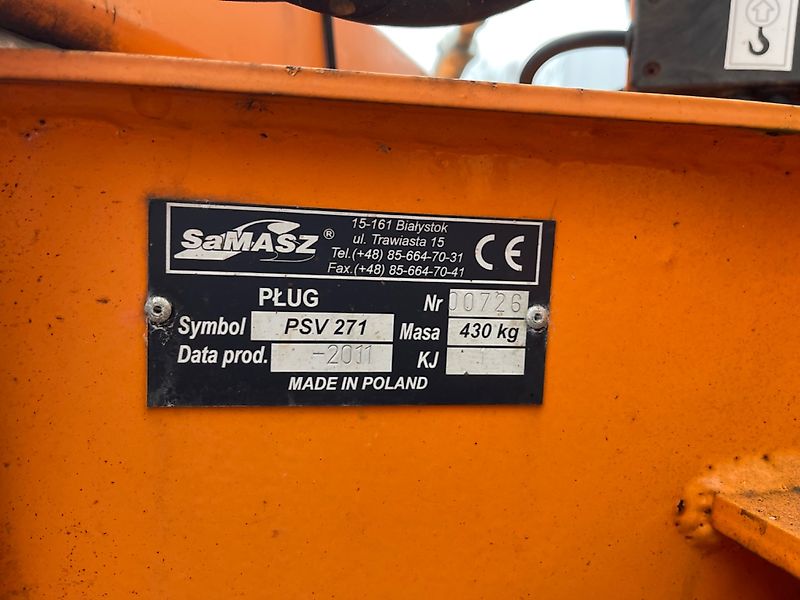 SaMASZ®
15-161 Białystok
ul. Trawiasta 15
Tel.(+48) 85-664-70-31
Fax.(+48) 85-664-70-41
CE
PŁUG
Nr 00726
Symbol PSV 271
Masa 430 kg
Data prod. -2011
KJ 1
MADE IN POLAND